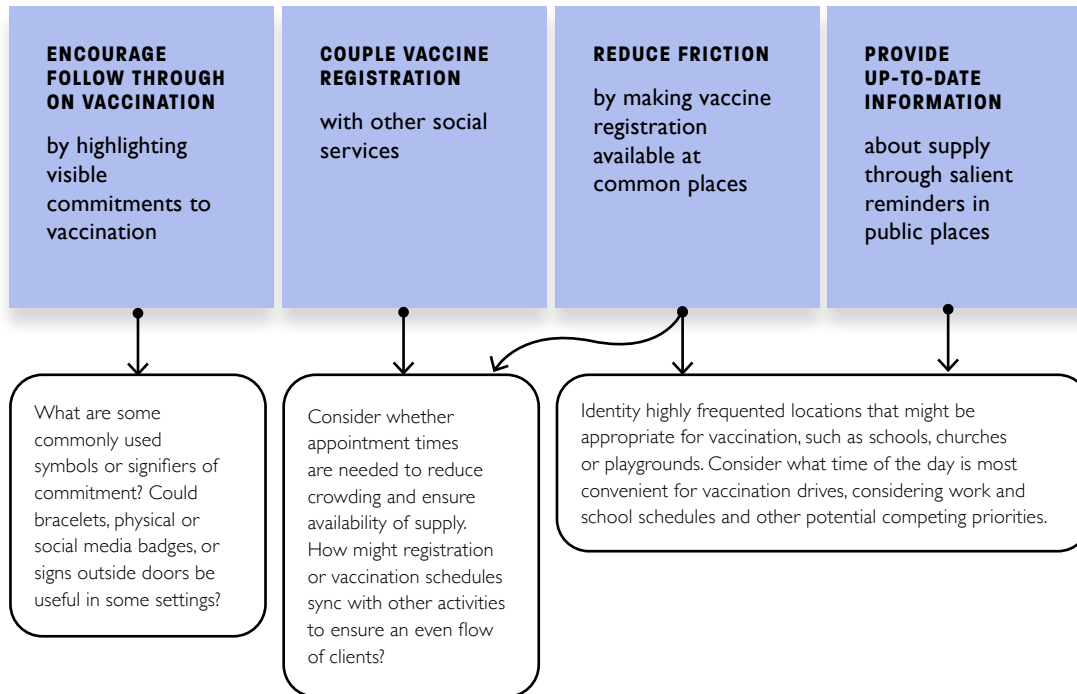 ENCOURAGE
FOLLOW THROUGH
ON VACCINATION
by highlighting
visible
commitments to
vaccination
COUPLE VACCINE
REGISTRATION
with other social
services
REDUCE FRICTION
by making vaccine
registration
available at
common places
PROVIDE
UP-TO-DATE
INFORMATION
about supply
through salient
reminders in
public places
What are some
commonly used
symbols or signifiers of
commitment? Could
bracelets, physical or
social media badges, or
signs outside doors be
useful in some settings?
Consider whether
appointment times
are needed to reduce
crowding and ensure
availability of supply.
How might registration
or vaccination schedules
sync with other activities
to ensure an even flow
of clients?
Identity highly frequented locations that might be
appropriate for vaccination, such as schools, churches
or playgrounds. Consider what time of the day is most
convenient for vaccination drives, considering work and
school schedules and other potential competing priorities.